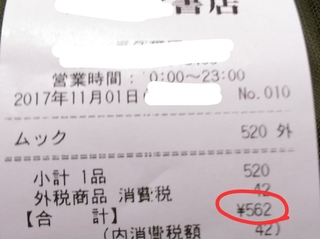 書店
営業時間：0:00～23:00
2017年11月01日
No.010
ムック 520 外
小計 1品 520
外税商品 消費税 42
【合 計】 ¥562
(内消費税額 42)